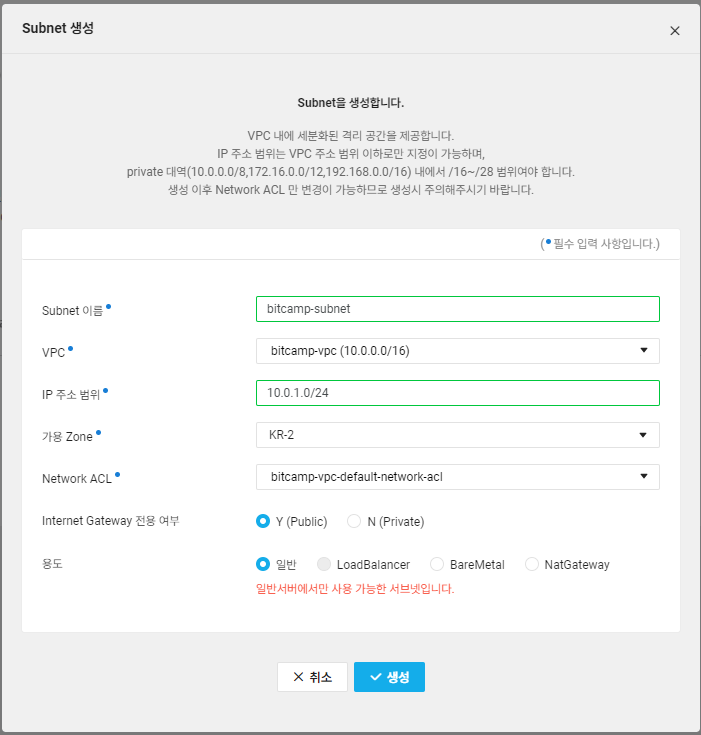 Subnet 생성
Subnet을 생성합니다.
VPC 내에 세분화된 격리 공간을 제공합니다.
IP 주소 범위는 VPC 주소 범위 이하로만 지정이 가능하며,
private 대역(10.0.0.0/8,172.16.0.0/12,192.168.0.0/16) 내에서 /16~/28 범위여야 합니다.
생성 이후 Network ACL 만 변경이 가능하므로 생성시 주의해주시기 바랍니다.
(• 필수 입력 사항입니다.)
Subnet 이름• bitcamp-subnet
VPC• bitcamp-vpc (10.0.0.0/16)
IP 주소 범위• 10.0.1.0/24
가용 Zone• KR-2
Network ACL• bitcamp-vpc-default-network-acl
Internet Gateway 전용 여부 Y (Public) N (Private)
용도 일반 LoadBalancer BareMetal NatGateway
일반서버에서만 사용 가능한 서브넷입니다.
취소 생성